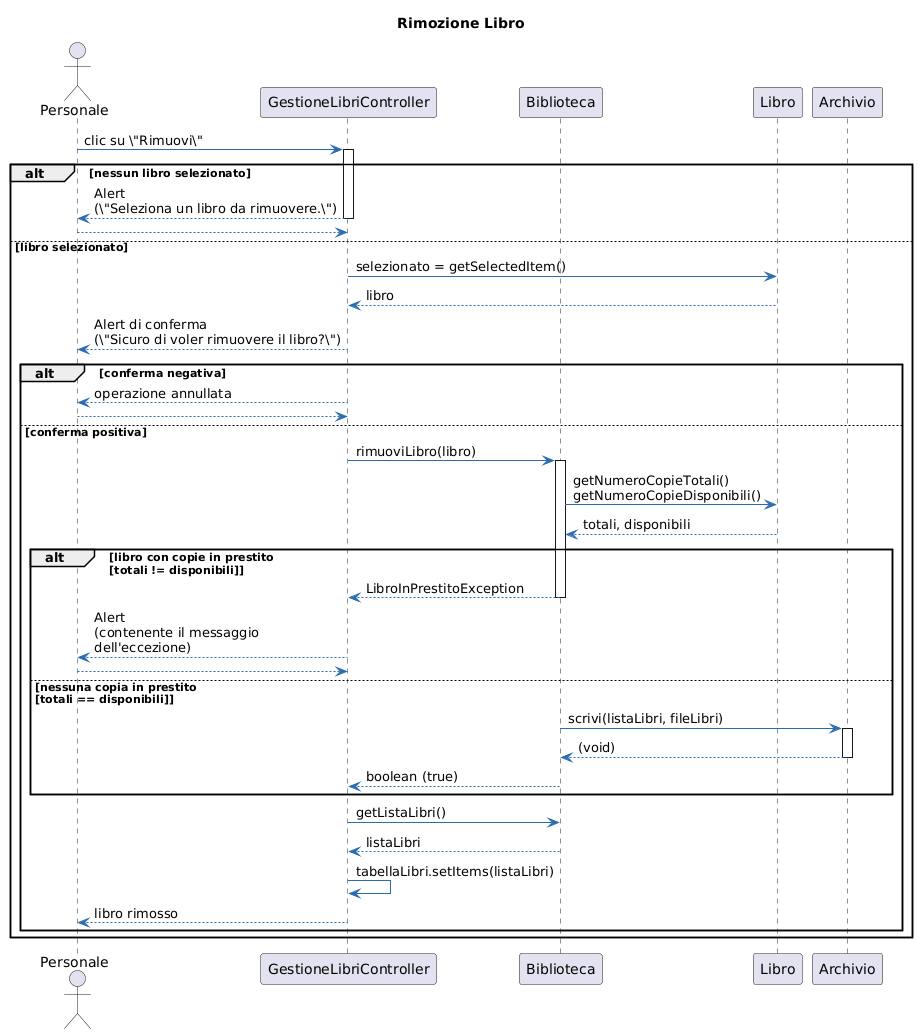 Rimozione Libro
Personale
GestioneLibriController
Biblioteca
Libro
Archivio
clic su \"Rimuovi\"
alt
[nessun libro selezionato]
Alert
(\"Seleziona un libro da rimuovere.\")
[libro selezionato]
selezionato = getSelectedItem()
libro
Alert di conferma
(\"Sicuro di voler rimuovere il libro?\")
alt
[conferma negativa]
operazione annullata
[conferma positiva]
rimuoviLibro(libro)
getNumeroCopieTotali()
getNumeroCopieDisponibili()
totali, disponibili
alt
[libro con copie in prestito
[totali != disponibili]]
LibroInPrestitoException
Alert
(contenente il messaggio
dell'eccezione)
[nessuna copia in prestito
[totali == disponibili]]
scrivi(listaLibri, fileLibri)
(void)
boolean (true)
getListaLibri()
listaLibri
tabellaLibri.setItems(listaLibri)
libro rimosso
Personale
GestioneLibriController
Biblioteca
Libro
Archivio